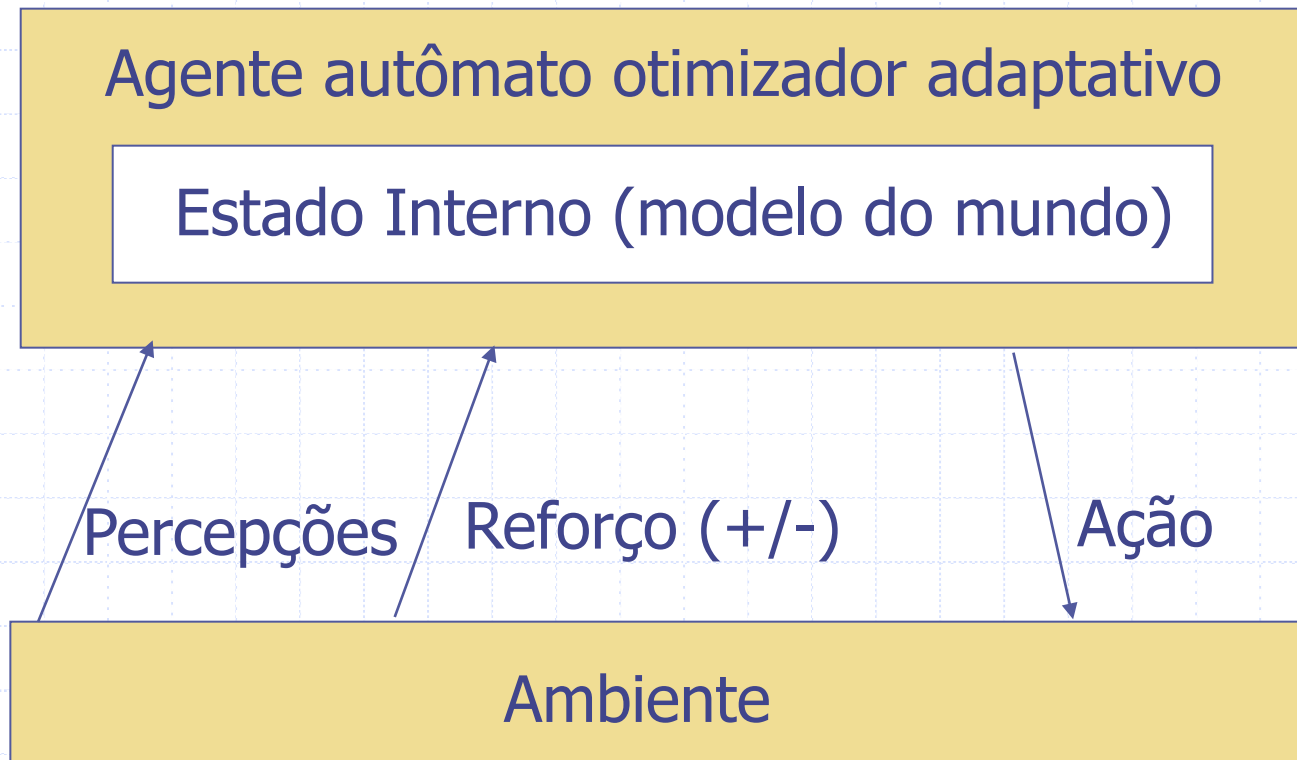 Agente autômato otimizador adaptativo
Estado Interno (modelo do mundo)
Percepções
Reforço (+/-)
Ação
Ambiente